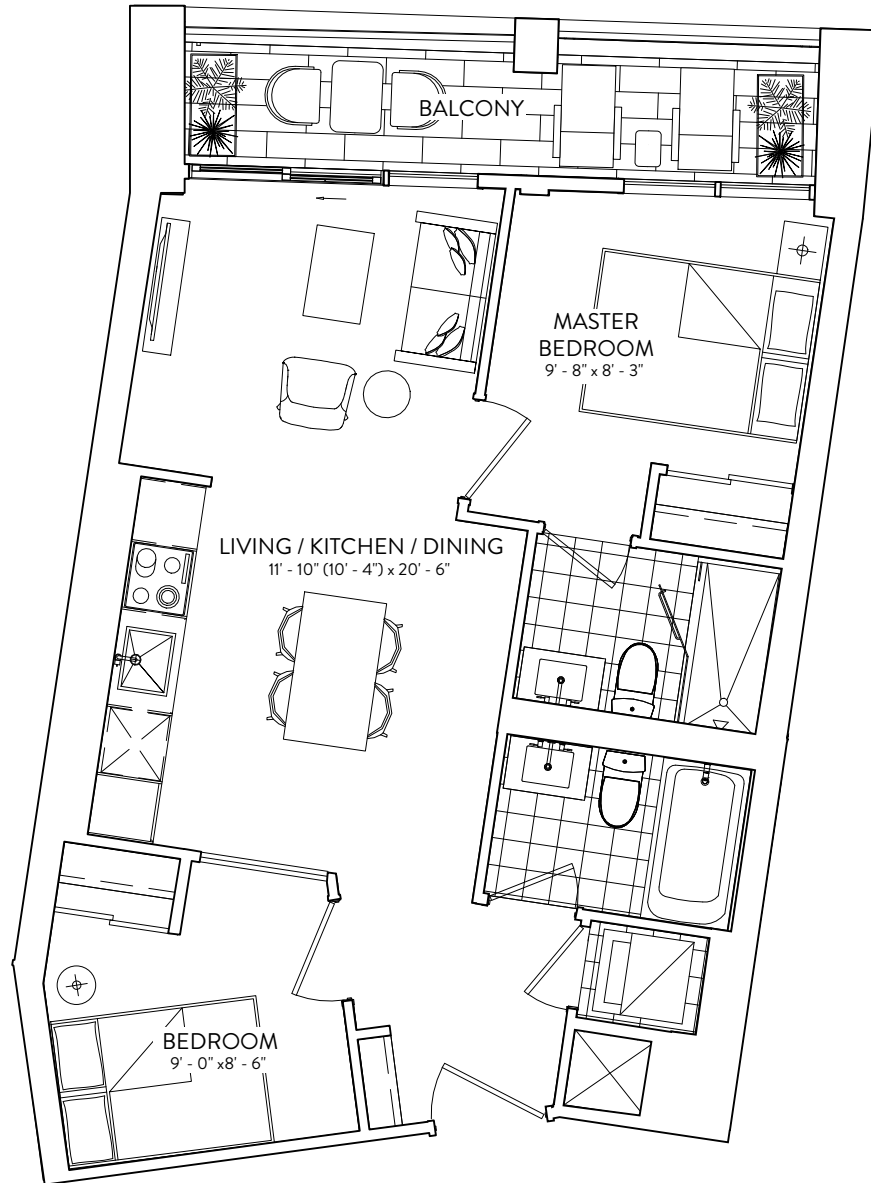 BALCONY
MASTER
BEDROOM
9' - 8" x 8' - 3"
LIVING / KITCHEN / DINING
11' - 10" (10' - 4") x 20' - 6"
BEDROOM
9' - 0" x8' - 6"